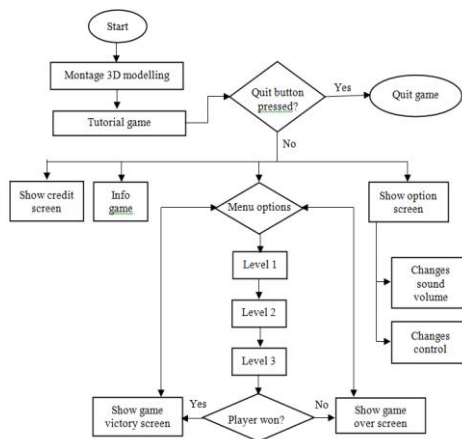 Start
Montage 3D modelling
Tutorial game
Quit button
pressed?
Yes
Quit game
No
Show credit
screen
Info
game
Menu options
Show option
screen
Level 1
Changes
sound
volume
Level 2
Changes
control
Level 3
Show game
victory screen
Yes
Player won?
No
Show game
over screen